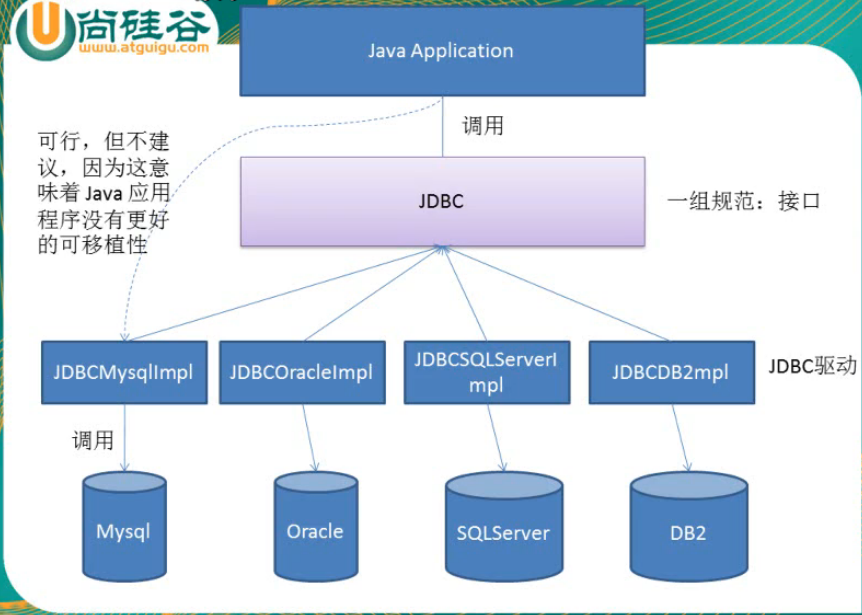 尚硅谷
www.atguigu.com
Java Application
调用
可行，但不建
议，因为这意
味着 Java 应用
程序没有更好
的可移植性
JDBC
一组规范：接口
JDBCMysqlImpl
JDBCOracleImpl
JDBCSQLServerI
mpl
JDBCDB2mpl
JDBC驱动
调用
Mysql
Oracle
SQLServer
DB2